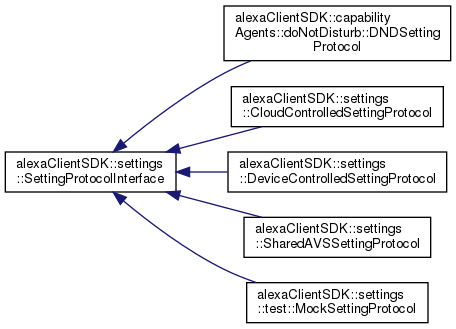 alexaClientSDK::capability
Agents::doNotDisturb::DNDSetting
Protocol
alexaClientSDK::settings
::CloudControlledSettingProtocol
alexaClientSDK::settings
::SettingProtocolInterface
alexaClientSDK::settings
::DeviceControlledSettingProtocol
alexaClientSDK::settings
::SharedAVSSettingProtocol
alexaClientSDK::settings
::test::MockSettingProtocol